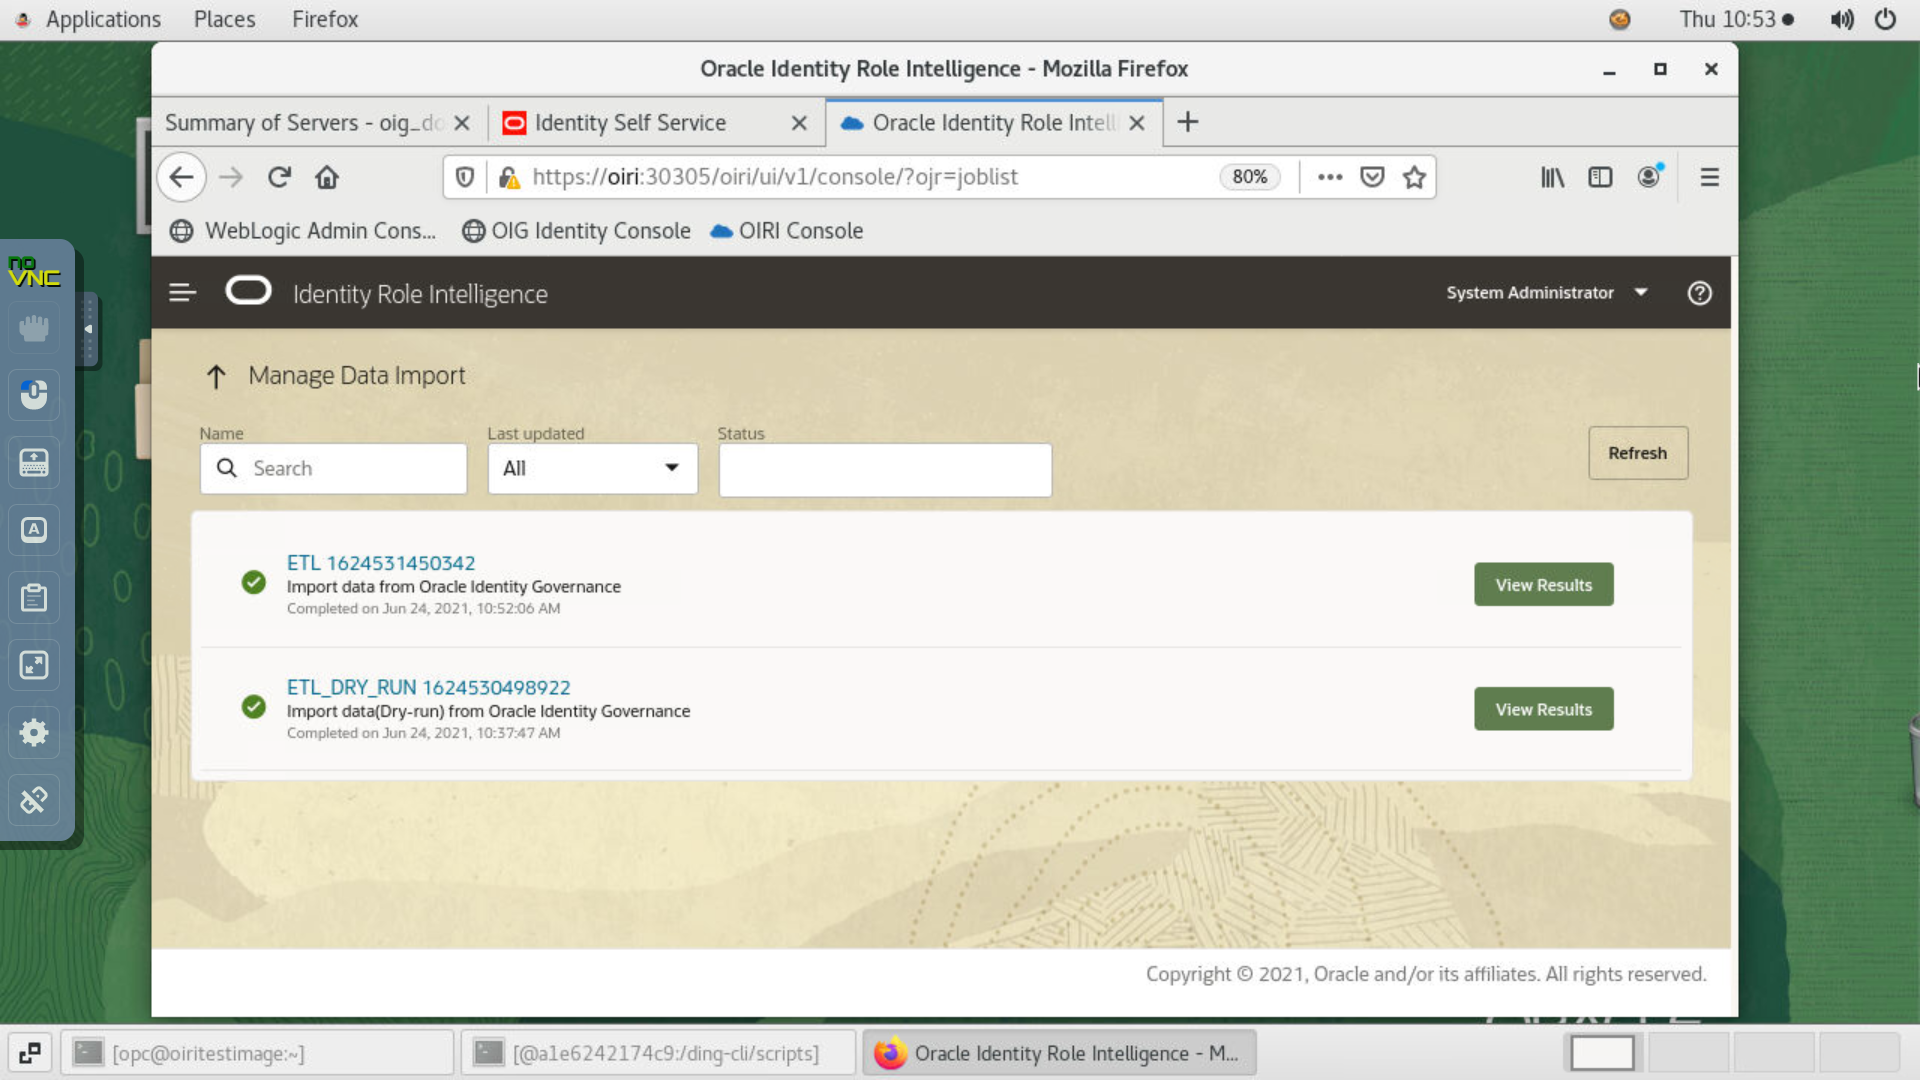 Applications Places Firefox Thu 10:53
Oracle Identity Role Intelligence - Mozilla Firefox
Summary of Servers - oig_do Identity Self Service Oracle Identity Role Intell
https://oiri:30305/oiri/ui/v1/console/?ojr=joblist 80%
WebLogic Admin Cons... OIG Identity Console OIRI Console
no
VNC
Identity Role Intelligence System Administrator
Manage Data Import
Name Last updated Status
Search All Refresh
ETL 1624531450342
Import data from Oracle Identity Governance View Results
Completed on Jun 24, 2021, 10:52:06 AM
ETL_DRY_RUN 1624530498922
Import data(Dry-run) from Oracle Identity Governance View Results
Completed on Jun 24, 2021, 10:37:47 AM
A
Copyright © 2021, Oracle and/or its affiliates. All rights reserved.
[opc@oiritestimage:~] [@a1e6242174c9:/ding-cli/scripts] Oracle Identity Role Intelligence - M...